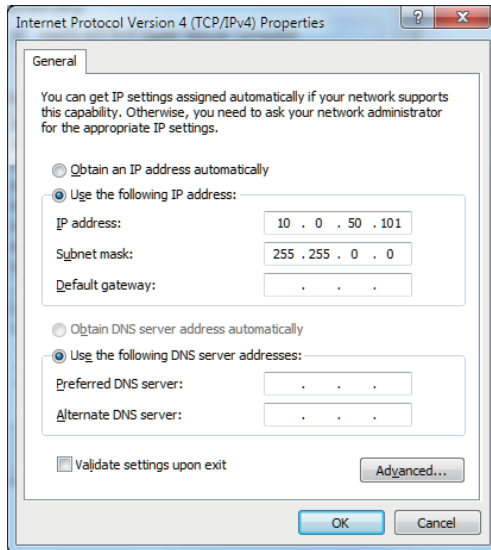 Internet Protocol Version 4 (TCP/IPv4) Properties
?
X
General
You can get IP settings assigned automatically if your network supports
this capability. Otherwise, you need to ask your network administrator
for the appropriate IP settings.
Obtain an IP address automatically
Use the following IP address:
IP address: 10 . 0 . 50 . 101
Subnet mask: 255 . 255 . 0 . 0
Default gateway: . . .
Obtain DNS server address automatically
Use the following DNS server addresses:
Preferred DNS server: . . .
Alternate DNS server: . . .
Validate settings upon exit
Advanced...
OK Cancel